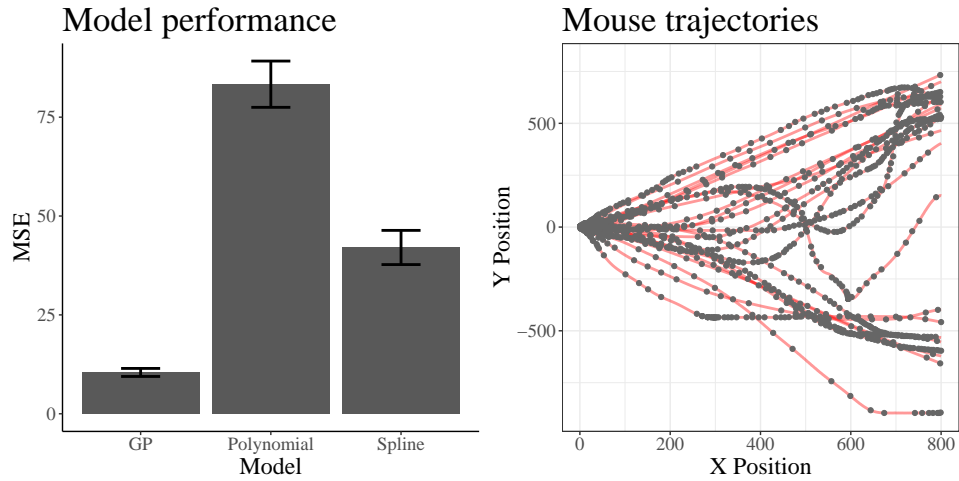 Model performance
MSE
75
50
25
0
GP Polynomial Spline
Model
Mouse trajectories
Y Position
500
0
−500
0 200 400 600 800
X Position